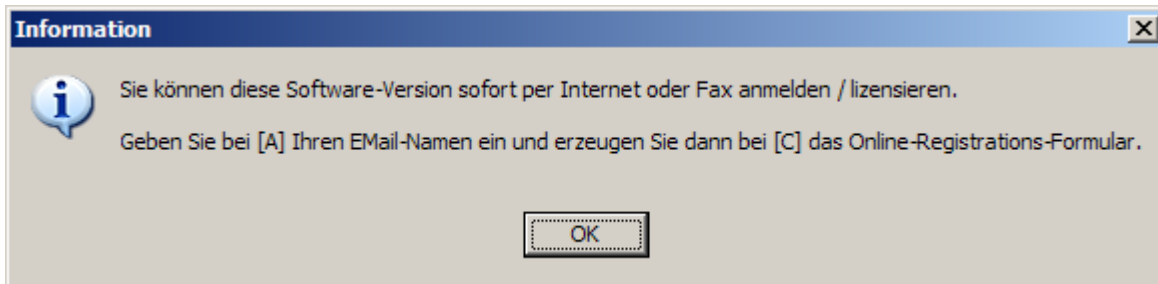 Information
Sie können diese Software-Version sofort per Internet oder Fax anmelden / lizensieren.
Geben Sie bei [A] Ihren EMail-Namen ein und erzeugen Sie dann bei [C] das Online-Registrations-Formular.
OK